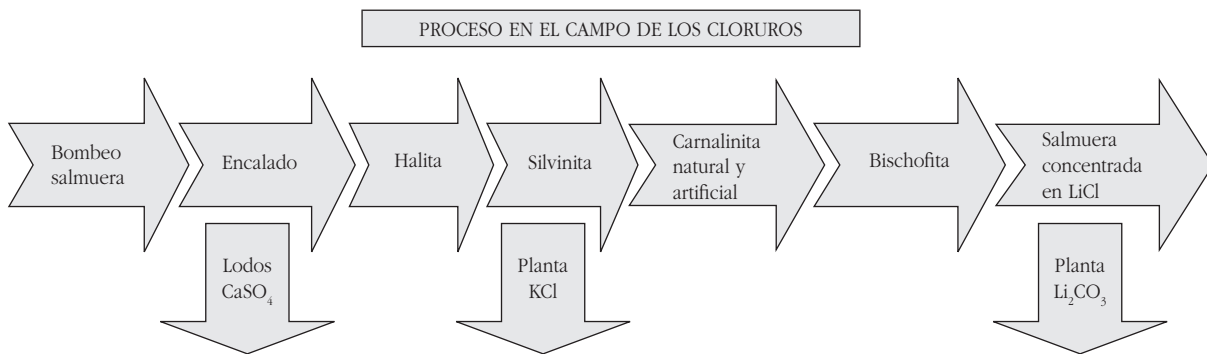 PROCESO EN EL CAMPO DE LOS CLORUROS
Bombeo
salmuera
Encalado
Halita
Silvinita
Carnalinita
natural y
artificial
Bischofita
Salmuera
concentrada
en LiCl
Lodos
CaSO₄
Planta
KCl
Planta
Li₂CO₃